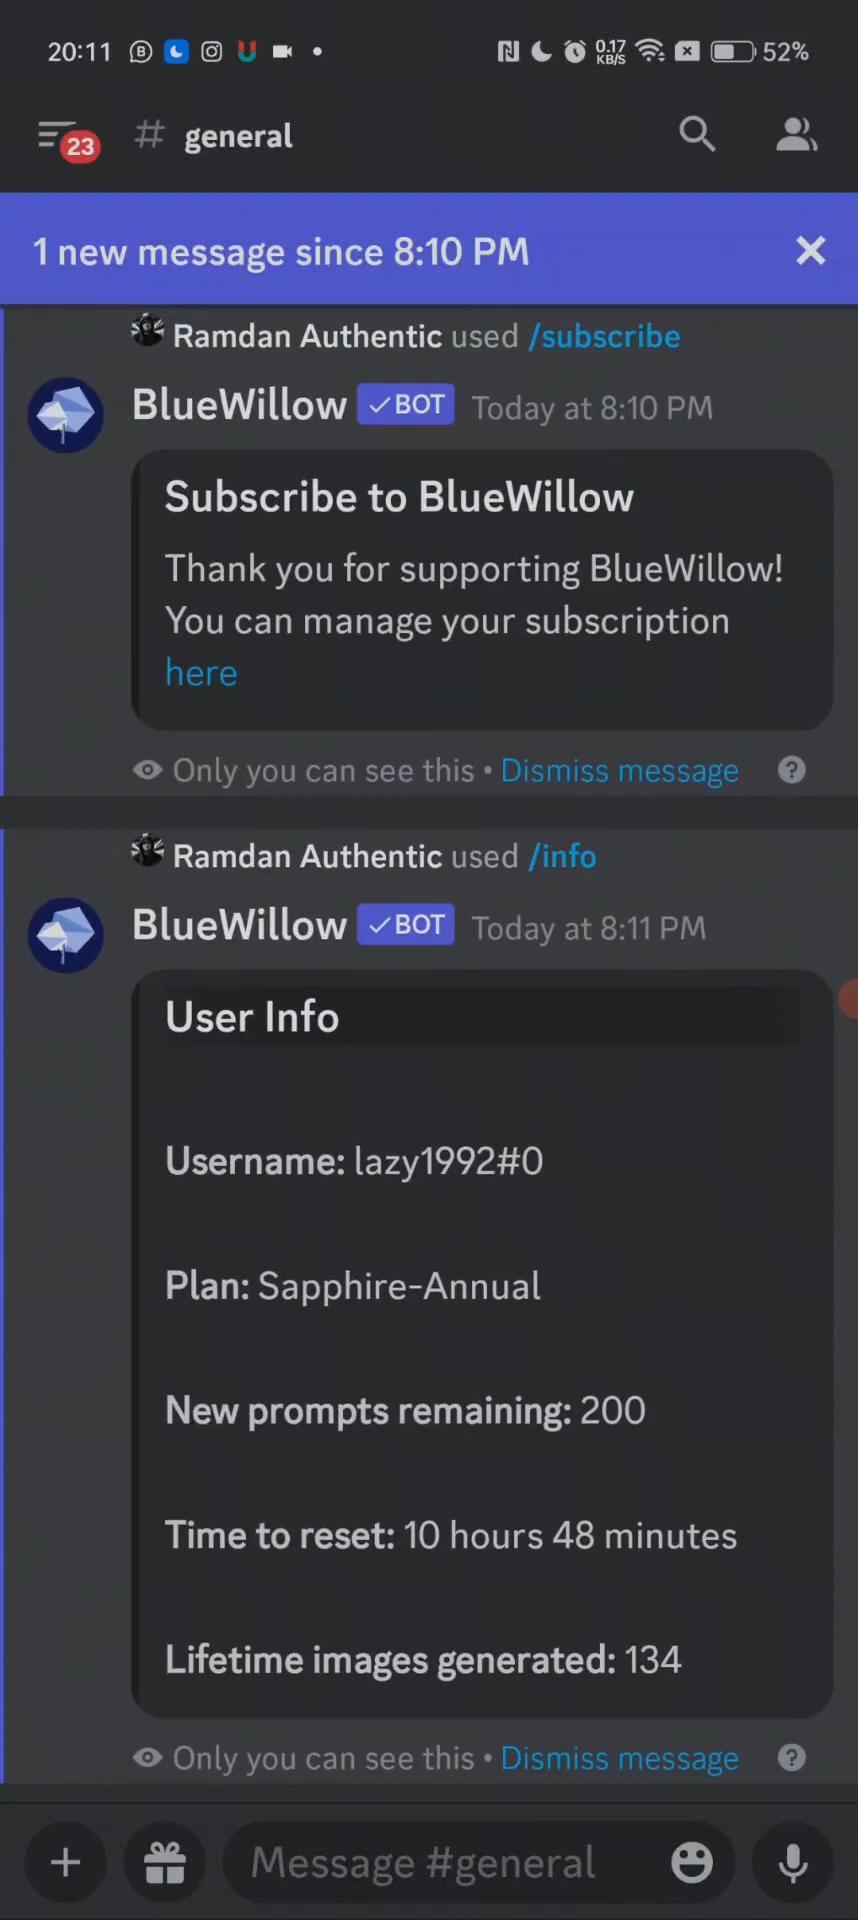 20:11
0.17
KB/S
52%
23
# general
1 new message since 8:10 PM
Ramdan Authentic used /subscribe
BlueWillow ✓BOT Today at 8:10 PM
Subscribe to BlueWillow
Thank you for supporting BlueWillow!
You can manage your subscription
here
Only you can see this • Dismiss message
Ramdan Authentic used /info
BlueWillow ✓BOT Today at 8:11 PM
User Info
Username: lazy1992#0
Plan: Sapphire-Annual
New prompts remaining: 200
Time to reset: 10 hours 48 minutes
Lifetime images generated: 134
Only you can see this • Dismiss message
Message #general